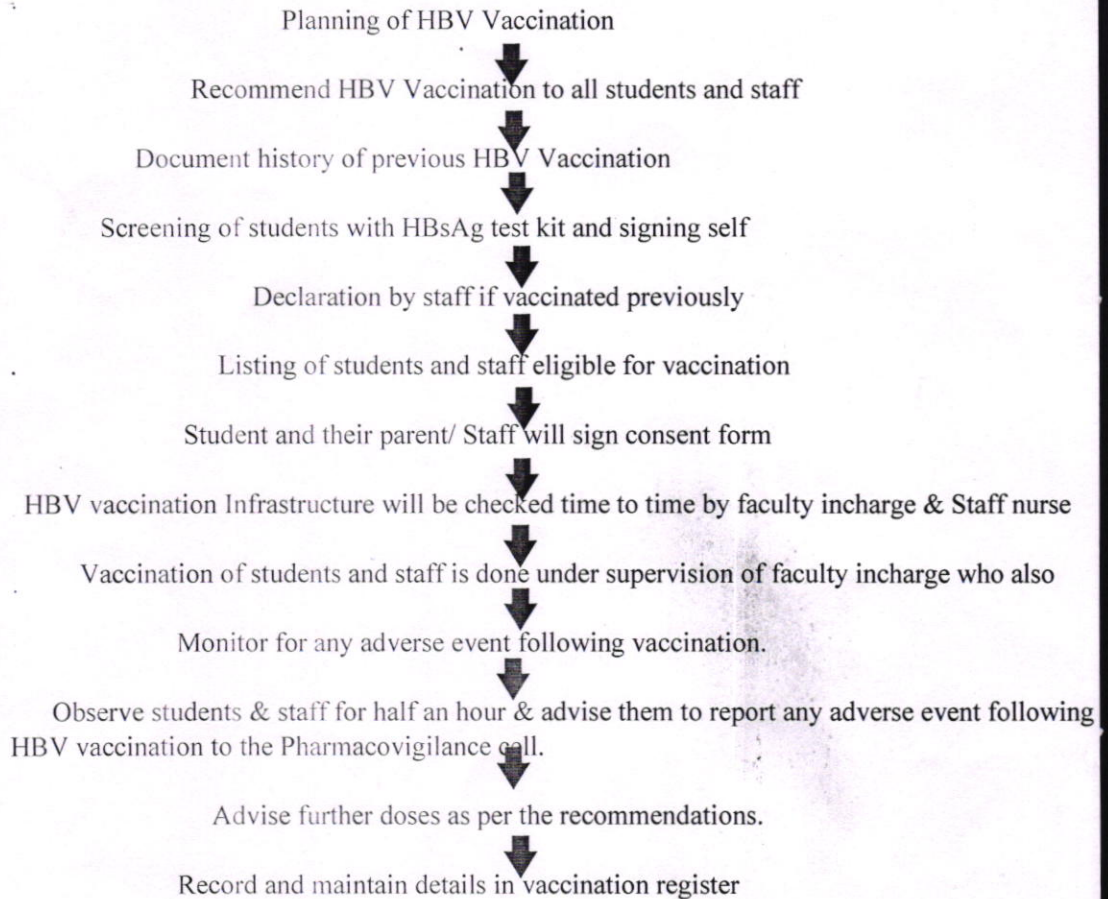 Planning of HBV Vaccination
Recommend HBV Vaccination to all students and staff
Document history of previous HBV Vaccination
Screening of students with HBsAg test kit and signing self
Declaration by staff if vaccinated previously
Listing of students and staff eligible for vaccination
Student and their parent/ Staff will sign consent form
HBV vaccination Infrastructure will be checked time to time by faculty incharge & Staff nurse
Vaccination of students and staff is done under supervision of faculty incharge who also
Monitor for any adverse event following vaccination.
Observe students & staff for half an hour & advise them to report any adverse event following
HBV vaccination to the Pharmacovigilance cell.
Advise further doses as per the recommendations.
Record and maintain details in vaccination register